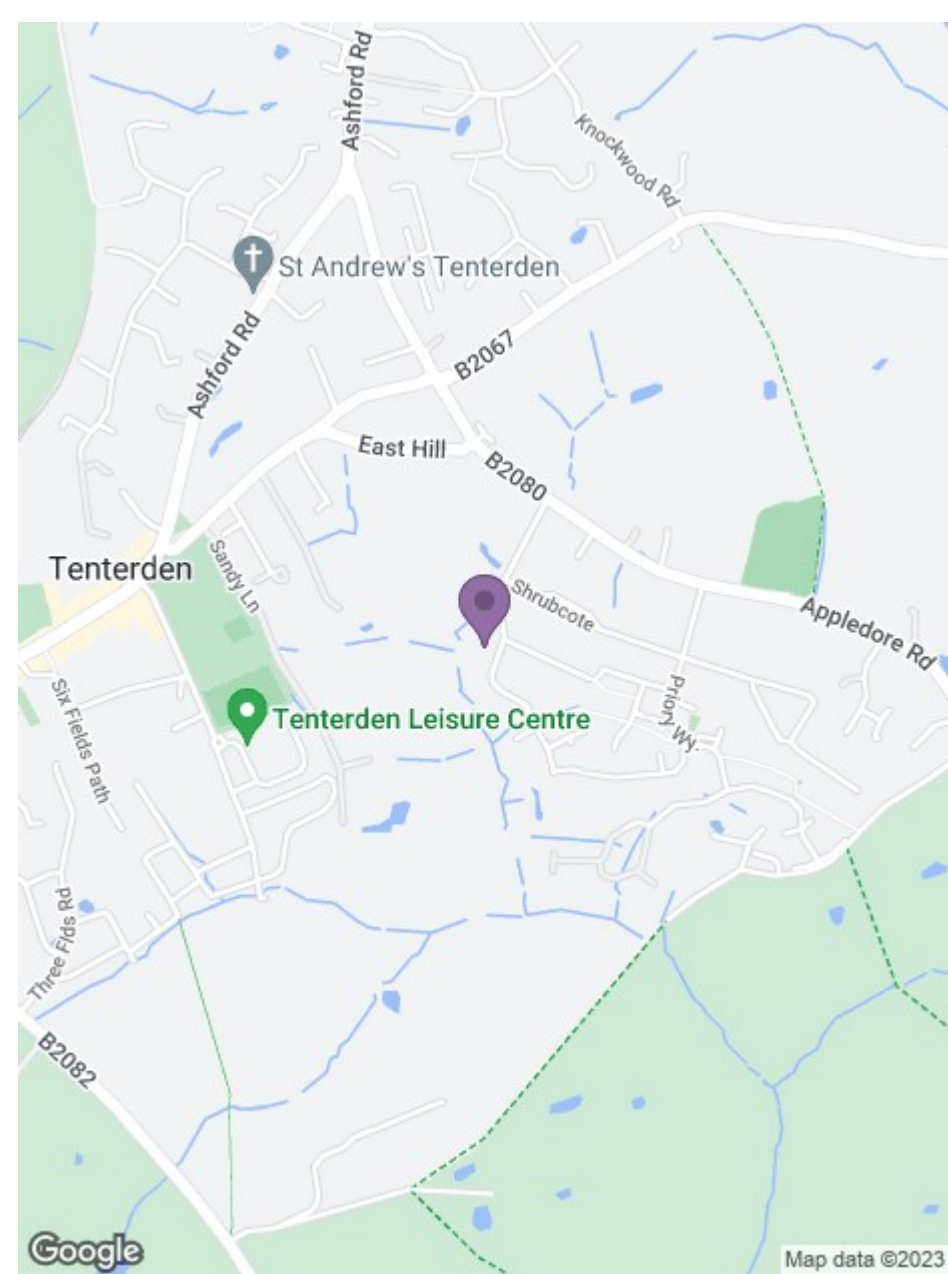 Ashford Rd
Knockwood Rd
St Andrew's Tenterden
Ashford Rd
B2067
East Hill
B2080
Tenterden
Sandy Ln
Shrubcote
Appledore Rd
Six Fields Path
Priory Wy.
Tenterden Leisure Centre
Three Flds Rd
B2082
Google
Map data ©2023